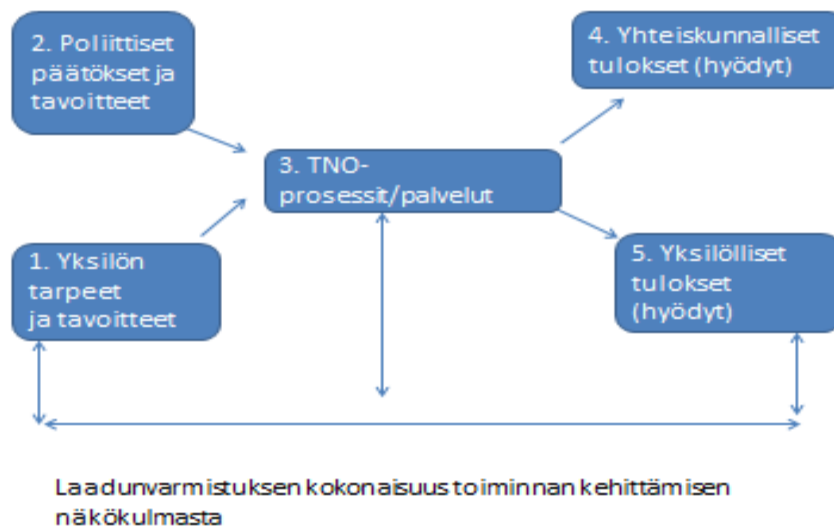 2. Poliittiset
päätökset ja
tavoitteet
4. Yhteiskunnalliset
tulokset (hyödyt)
3. TNO-
prosessit/palvelut
1. Yksilön
tarpeet
ja tavoitteet
5. Yksilölliset
tulokset
(hyödyt)
Laadunvarmistuksen kokonaisuus toiminnan kehittämisen
näkökulmasta